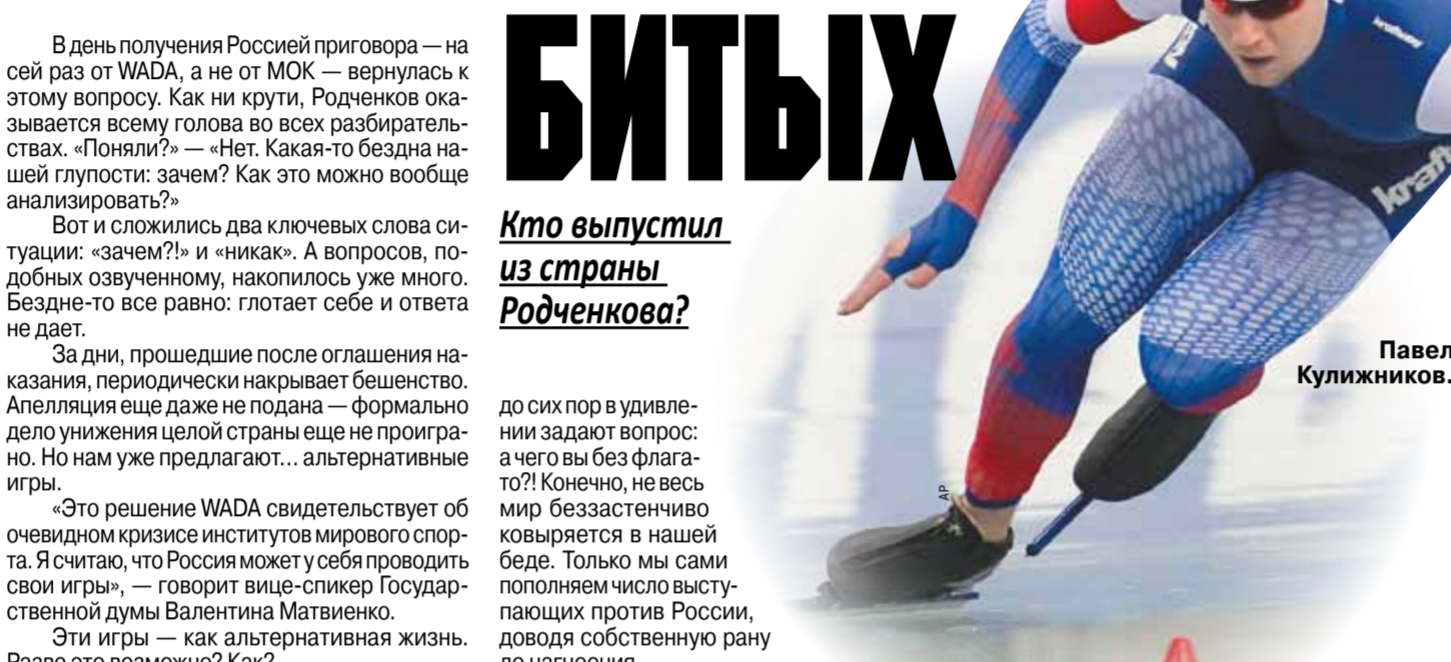 В день получения Россией приговора — на
сей раз от WADA, а не от МОК — вернулась к
этому вопросу. Как ни крути, Родченков ока-
зывается всему голова во всех разбиратель-
ствах. «Поняли?» — «Нет. Какая-то бездна на-
шей глупости: зачем? Как это можно вообще
анализировать?»
Вот и сложились два ключевых слова си-
туации: «зачем?!» и «никак». А вопросов, по-
добных озвученному, накопилось уже много.
Бездне-то все равно: глотает себе и ответа
не дает.
За дни, прошедшие после оглашения на-
казания, периодически накрывает бешенство.
Апелляция еще даже не подана — формально
дело унижения целой страны еще не проигра-
но. Но нам уже предлагают... альтернативные
игры.
«Это решение WADA свидетельствует об
очевидном кризисе институтов мирового спор-
та. Я считаю, что Россия может у себя проводить
свои игры», — говорит вице-спикер Государ-
ственной думы Валентина Матвиенко.
Эти игры — как альтернативная жизнь.
Разве это возможно? Как?
БИТЫХ
Кто выпустил
из страны
Родченкова?
до сих пор в удивле-
нии задают вопрос:
а чего вы без флага-
то?! Конечно, не весь
мир беззастенчиво
ковыряется в нашей
беде. Только мы сами
пополняем число высту-
пающих против России,
доводя собственную рану
до нагноения
AP
Павел
Кулижников.
kraft